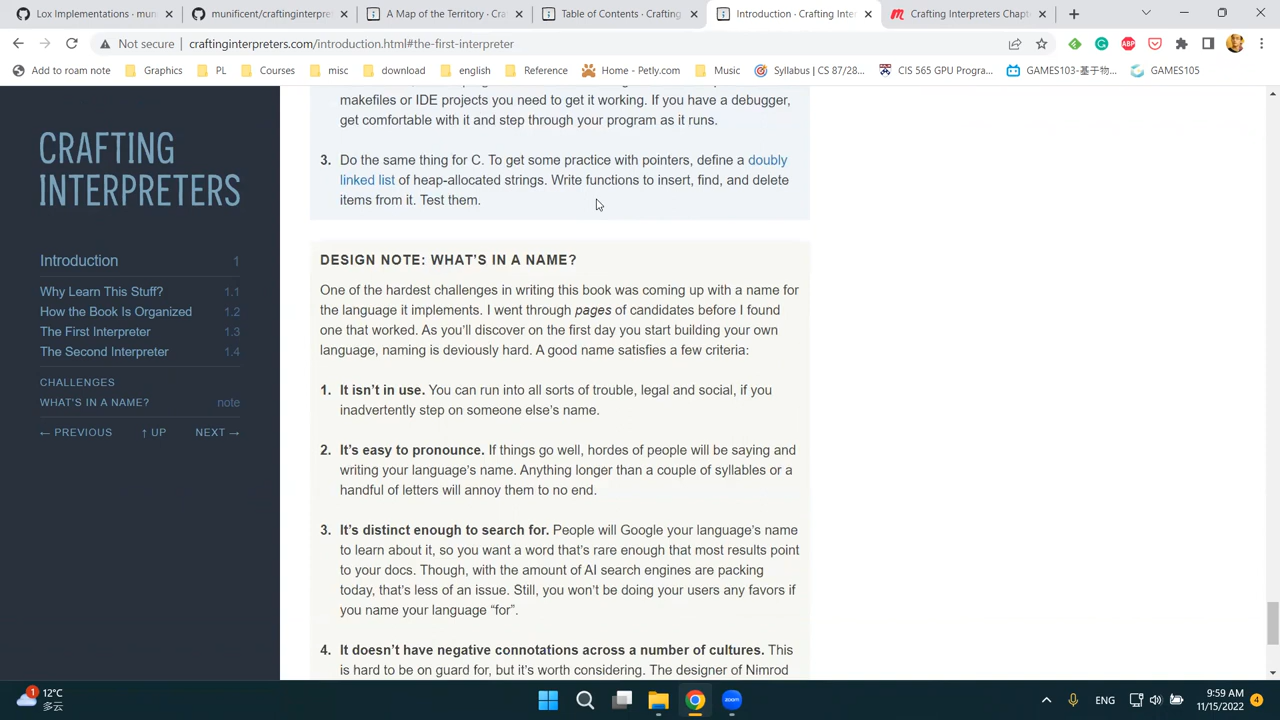 Lox Implementations · mun
munificent/craftinginterpre
A Map of the Territory · Cra
Table of Contents · Crafting
Introduction · Crafting Inte
Crafting Interpreters Chapt
Not secure
craftinginterpreters.com/introduction.html#the-first-interpreter
Add to roam note
Graphics
PL
Courses
misc
download
english
Reference
Home - Petly.com
Music
Syllabus | CS 87/28...
CIS 565 GPU Progra...
GAMES103-基于物...
GAMES105
CRAFTING
INTERPRETERS
Introduction 1
Why Learn This Stuff? 1.1
How the Book Is Organized 1.2
The First Interpreter 1.3
The Second Interpreter 1.4
CHALLENGES
WHAT'S IN A NAME? note
← PREVIOUS ↑ UP NEXT →
makefiles or IDE projects you need to get it working. If you have a debugger,
get comfortable with it and step through your program as it runs.
3. Do the same thing for C. To get some practice with pointers, define a doubly
linked list of heap-allocated strings. Write functions to insert, find, and delete
items from it. Test them.
DESIGN NOTE: WHAT'S IN A NAME?
One of the hardest challenges in writing this book was coming up with a name for
the language it implements. I went through pages of candidates before I found
one that worked. As you'll discover on the first day you start building your own
language, naming is deviously hard. A good name satisfies a few criteria:
1. It isn't in use. You can run into all sorts of trouble, legal and social, if you
inadvertently step on someone else's name.
2. It's easy to pronounce. If things go well, hordes of people will be saying and
writing your language's name. Anything longer than a couple of syllables or a
handful of letters will annoy them to no end.
3. It's distinct enough to search for. People will Google your language's name
to learn about it, so you want a word that's rare enough that most results point
to your docs. Though, with the amount of AI search engines are packing
today, that's less of an issue. Still, you won't be doing your users any favors if
you name your language “for”.
4. It doesn't have negative connotations across a number of cultures. This
is hard to be on guard for, but it's worth considering. The designer of Nimrod
1
12°C
多云
zoom
ENG
9:59 AM
11/15/2022
4